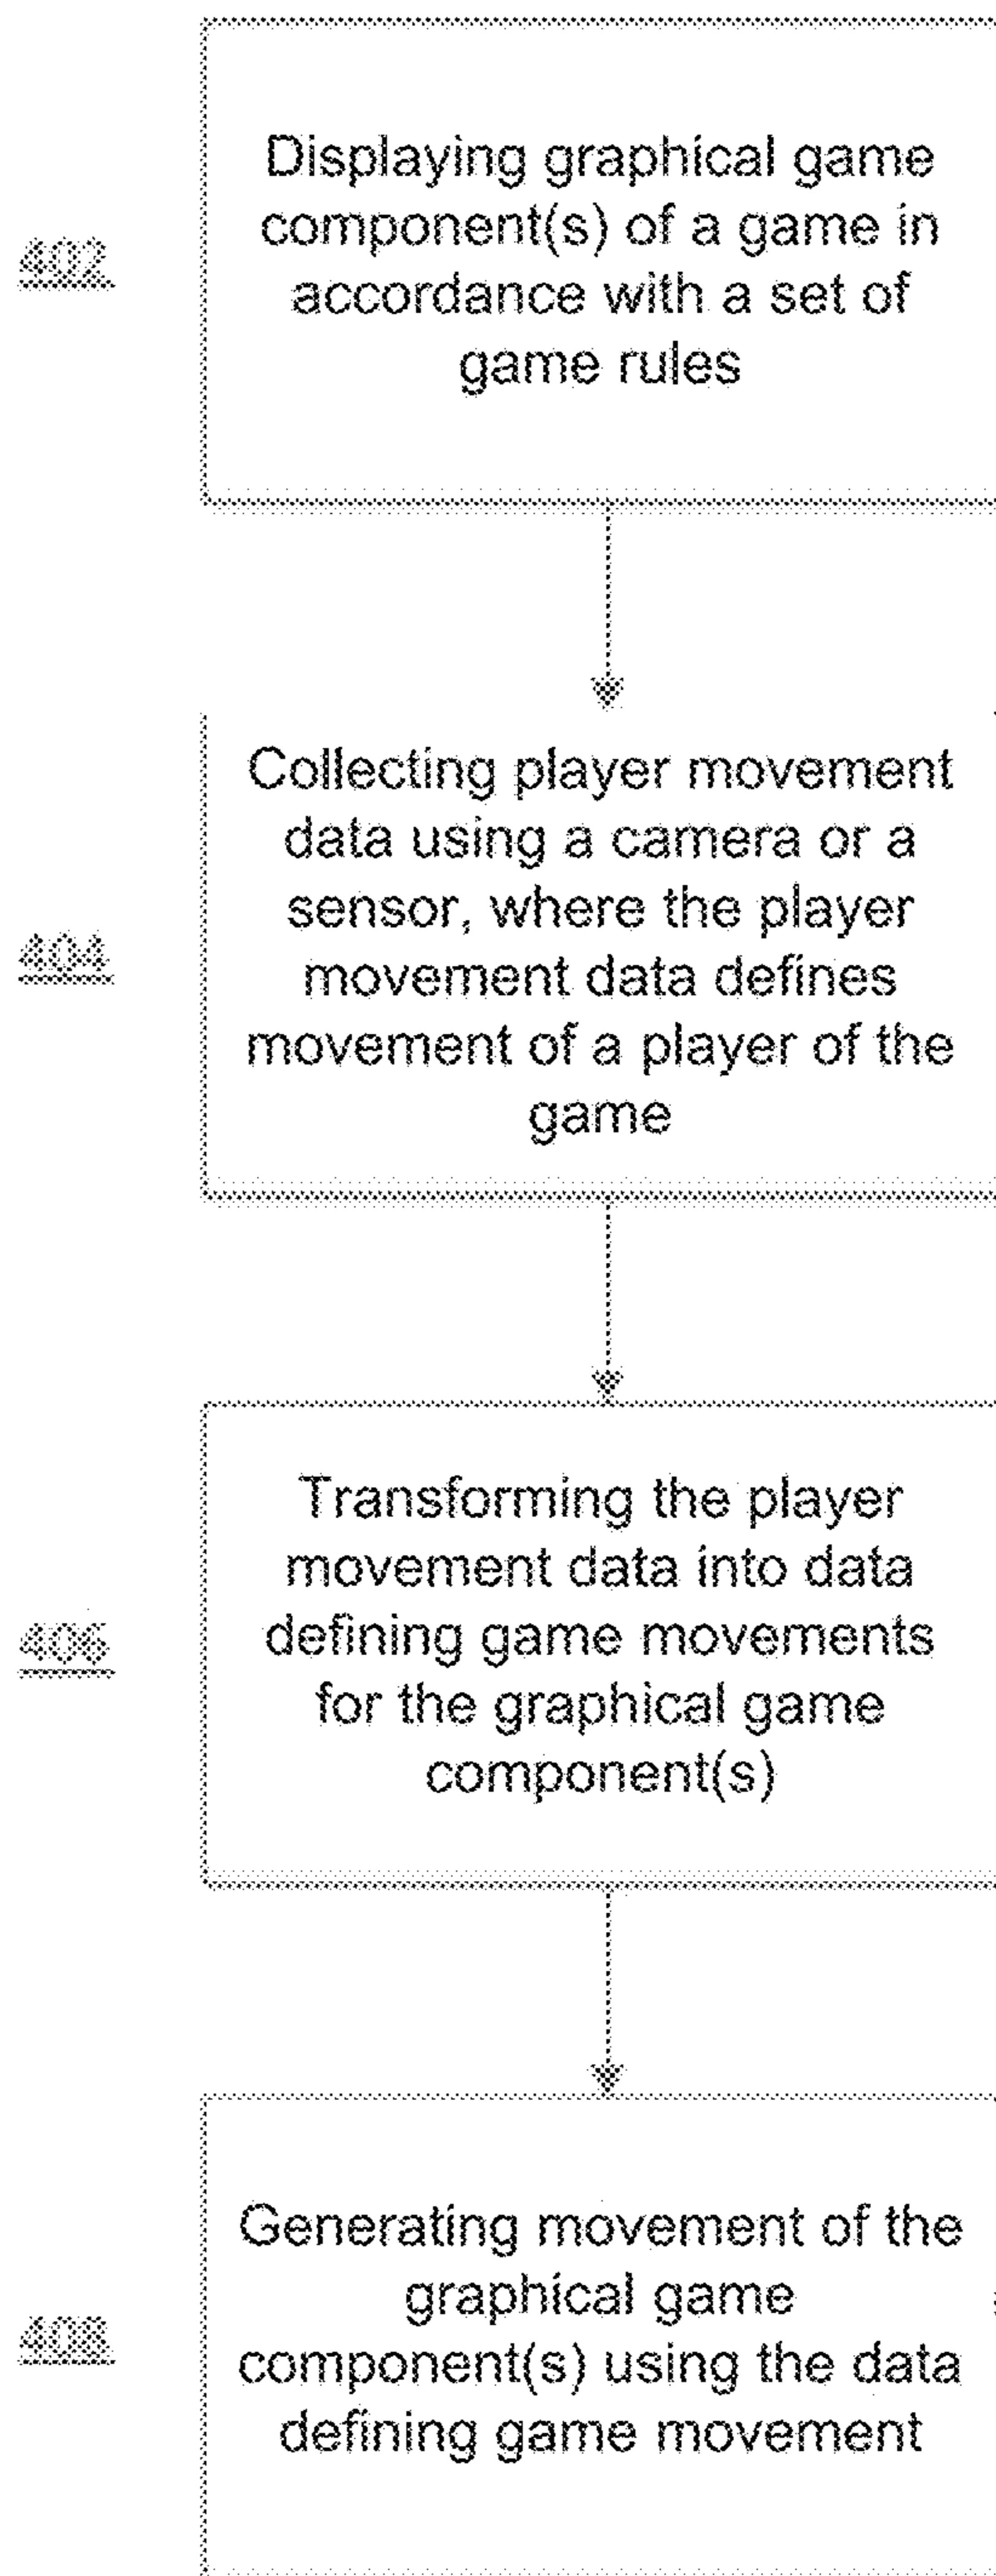 402
Displaying graphical game
component(s) of a game in
accordance with a set of
game rules
404
Collecting player movement
data using a camera or a
sensor, where the player
movement data defines
movement of a player of the
game
406
Transforming the player
movement data into data
defining game movements
for the graphical game
component(s)
408
Generating movement of the
graphical game
component(s) using the data
defining game movement